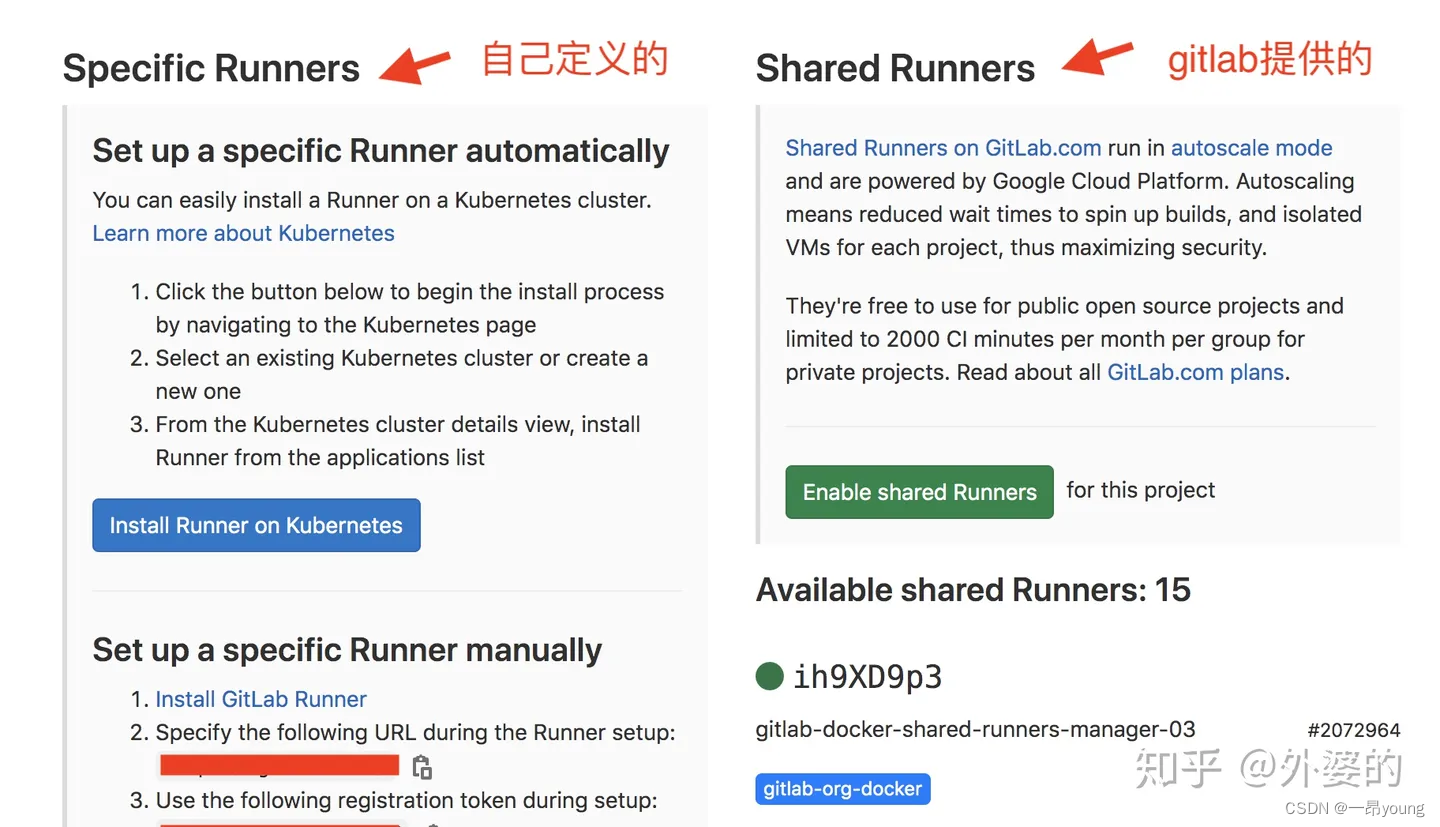 Specific Runners
自己定义的
Set up a specific Runner automatically
You can easily install a Runner on a Kubernetes cluster.
Learn more about Kubernetes
1. Click the button below to begin the install process
by navigating to the Kubernetes page
2. Select an existing Kubernetes cluster or create a
new one
3. From the Kubernetes cluster details view, install
Runner from the applications list
Install Runner on Kubernetes
Set up a specific Runner manually
1. Install GitLab Runner
2. Specify the following URL during the Runner setup:
3. Use the following registration token during setup:
Shared Runners
gitlab提供的
Shared Runners on GitLab.com run in autoscale mode
and are powered by Google Cloud Platform. Autoscaling
means reduced wait times to spin up builds, and isolated
VMs for each project, thus maximizing security.
They're free to use for public open source projects and
limited to 2000 CI minutes per month per group for
private projects. Read about all GitLab.com plans.
Enable shared Runners for this project
Available shared Runners: 15
ih9XD9p3
gitlab-docker-shared-runners-manager-03 #2072964
gitlab-org-docker
知乎 @外婆的
CSDN @一昂young